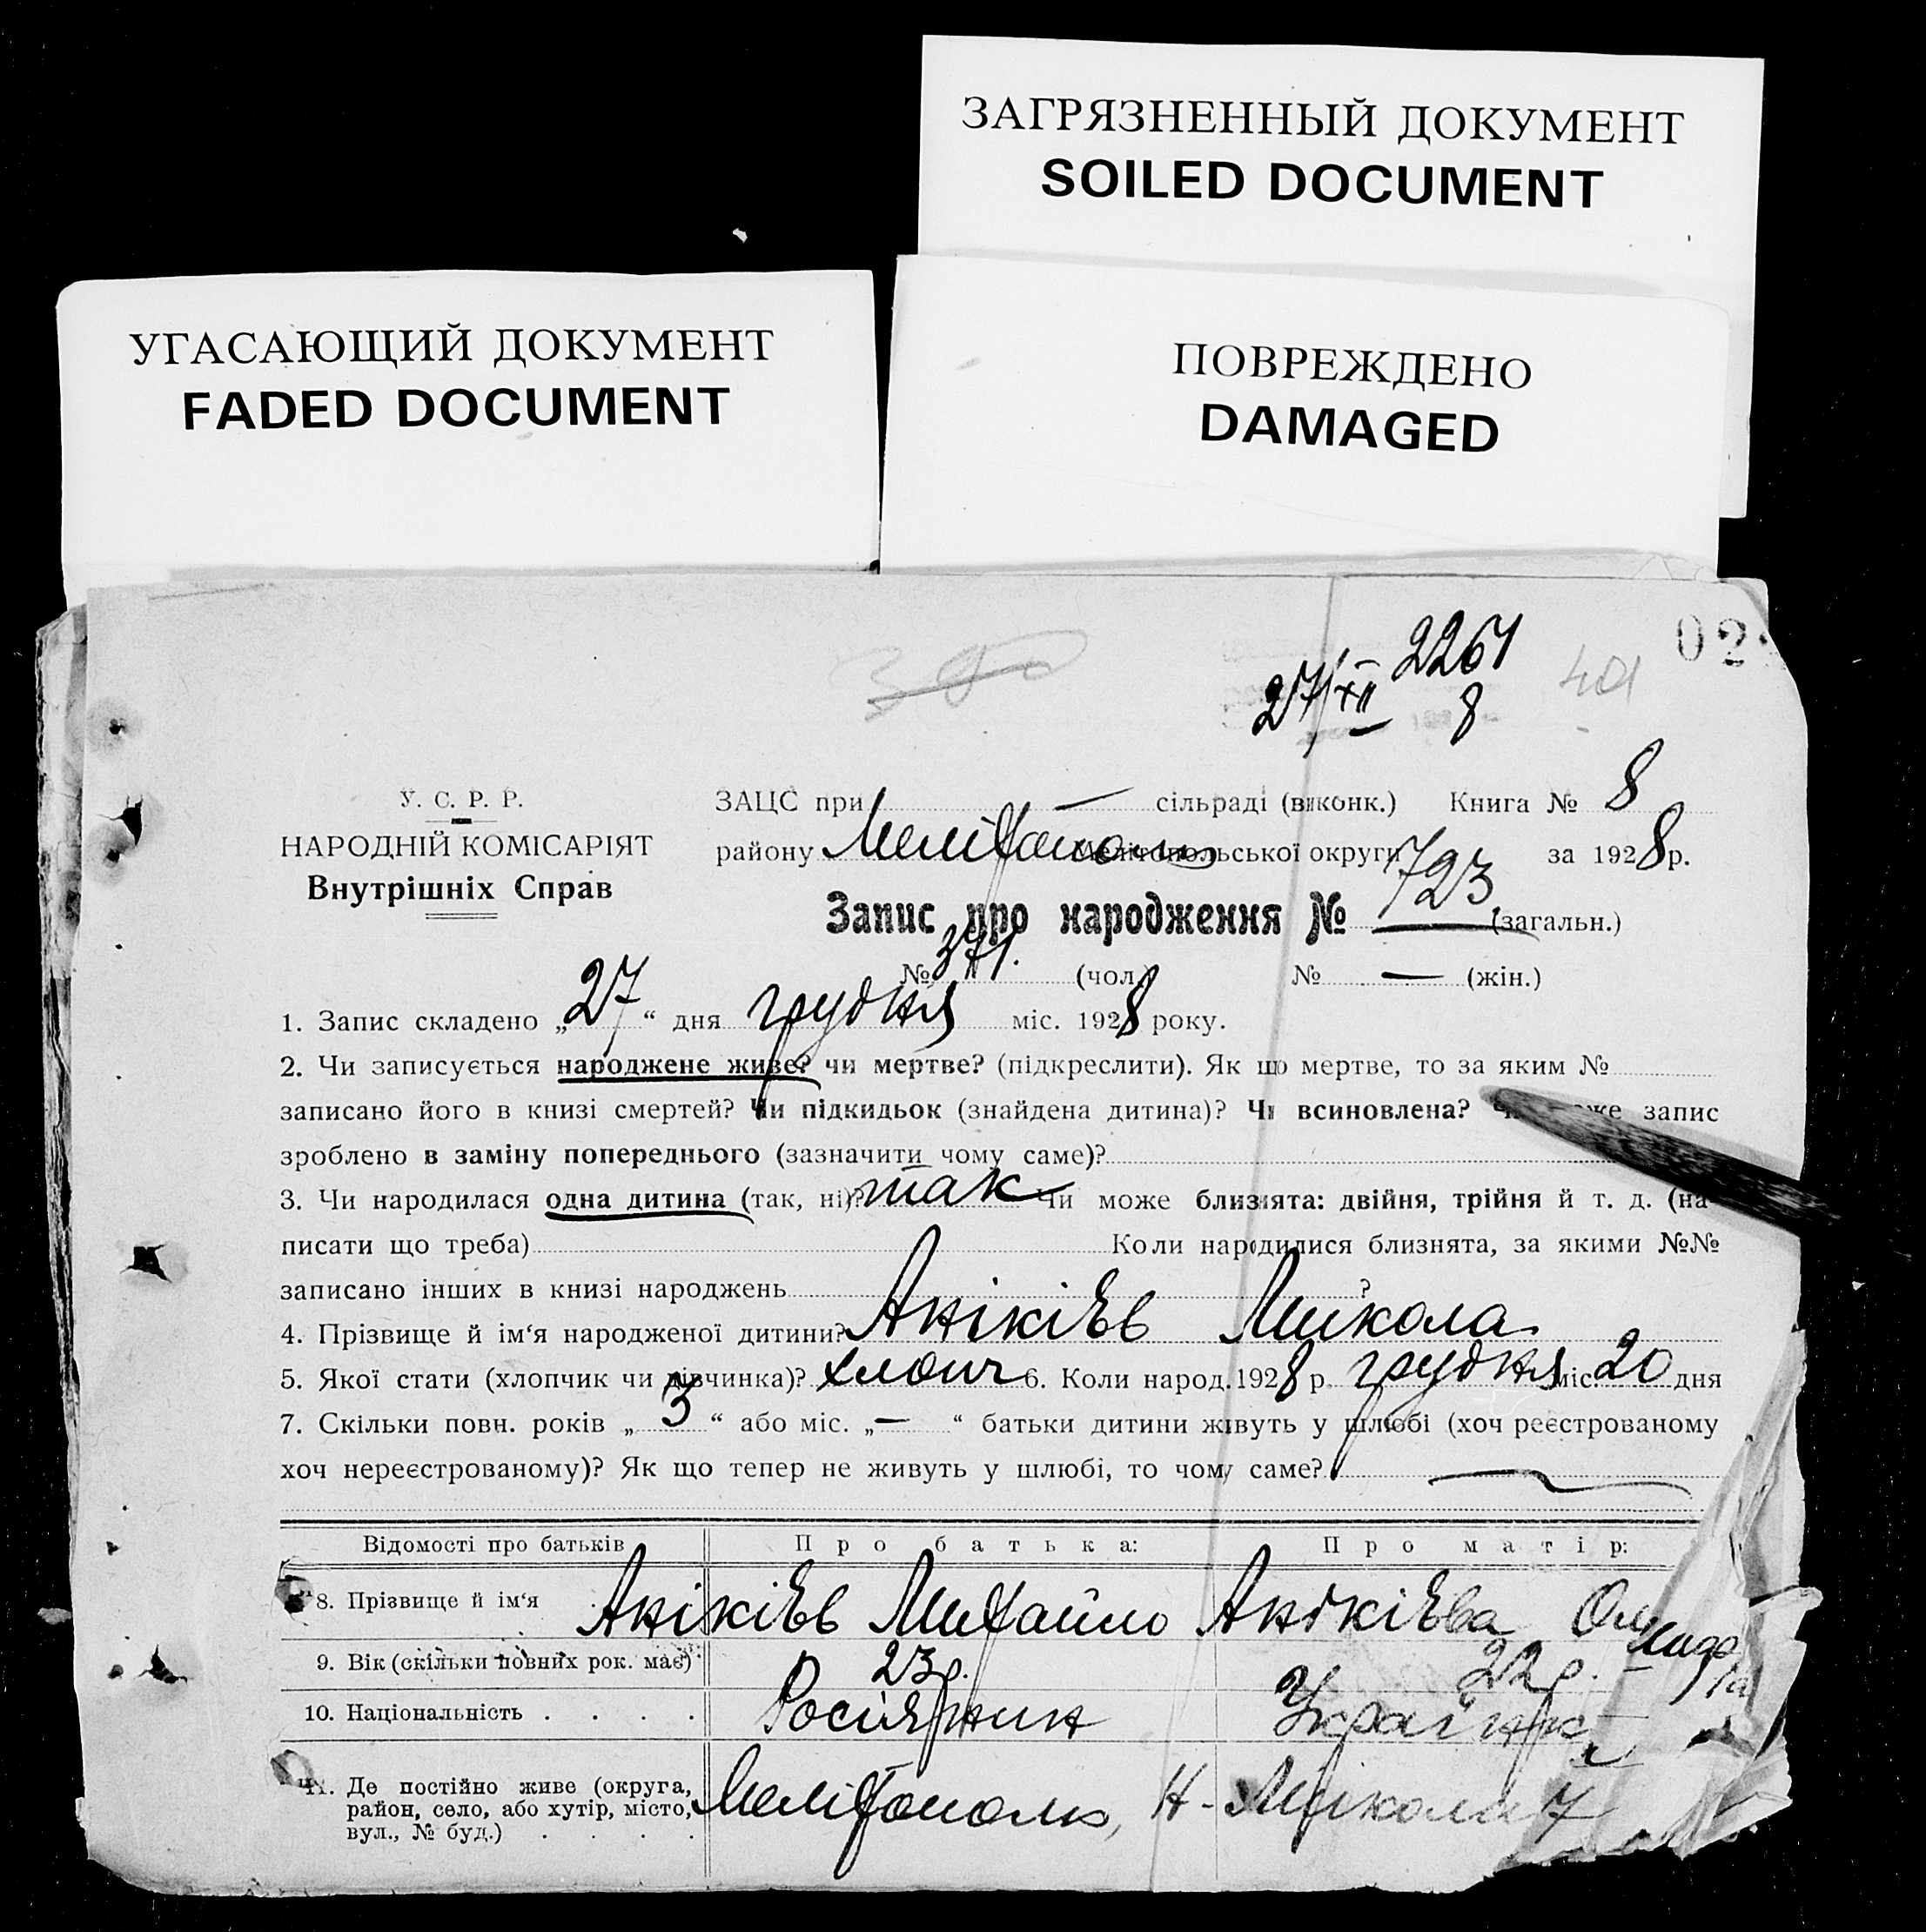 ЗАГРЯЗНЕННЫЙ ДОКУМЕНТ
SOILED DOCUMENT
УГАСАЮЩИЙ ДОКУМЕНТ
FADED DOCUMENT
ПОВРЕЖДЕНО
DAMAGED
02
2261
27/XII 8
401
У. С. Р. Р.
НАРОДНІЙ КОМІСАРІЯТ
Внутрішніх Справ
ЗАЦС при — сільраді (виконк.) Книга № 8
району Мелітополь Мелітопольської округи за 1928 р.
Запис про народження № 723 (загальн.)
№ 371. (чол.) № — (жін.)
1. Запис складено „27“ дня грудня міс. 1928 року.
2. Чи записується народжене живе? чи мертве? (підкреслити). Як що мертве, то за яким №
записано його в книзі смертей? Чи підкидьок (знайдена дитина)? Чи всиновлена? запис
зроблено в заміну попереднього (зазначити чому саме)?
3. Чи народилася одна дитина (так, ні)? так Чи може близнята: двійня, трійня й т. д. (на-
писати що треба) Коли народилися близнята, за якими №№
записано інших в книзі народжень ?
4. Прізвище й ім‘я народженої дитини? Анікієв Микола
5. Якої стати (хлопчик чи дівчинка)? хлопч 6. Коли народ. 1928 р. грудня міс. 20 дня
7. Скільки повн. років „3“ або міс. „—“ батьки дитини живуть у шлюбі (хоч реєстрованому
хоч нереєстрованому)? Як що тепер не живуть у шлюбі, то чому саме?
Відомості про батьків Про батька: Про матір:
8. Прізвище й ім‘я Анікієв Михайло Анікієва
9. Вік (скільки повних рок. має) 23 р. 22 р.
10. Національність . . . . Росіянин Українка
11. Де постійно живе (округа,
район, село, або хутір, місто,
вул., № буд.) . . . . Мелітополь, Н-